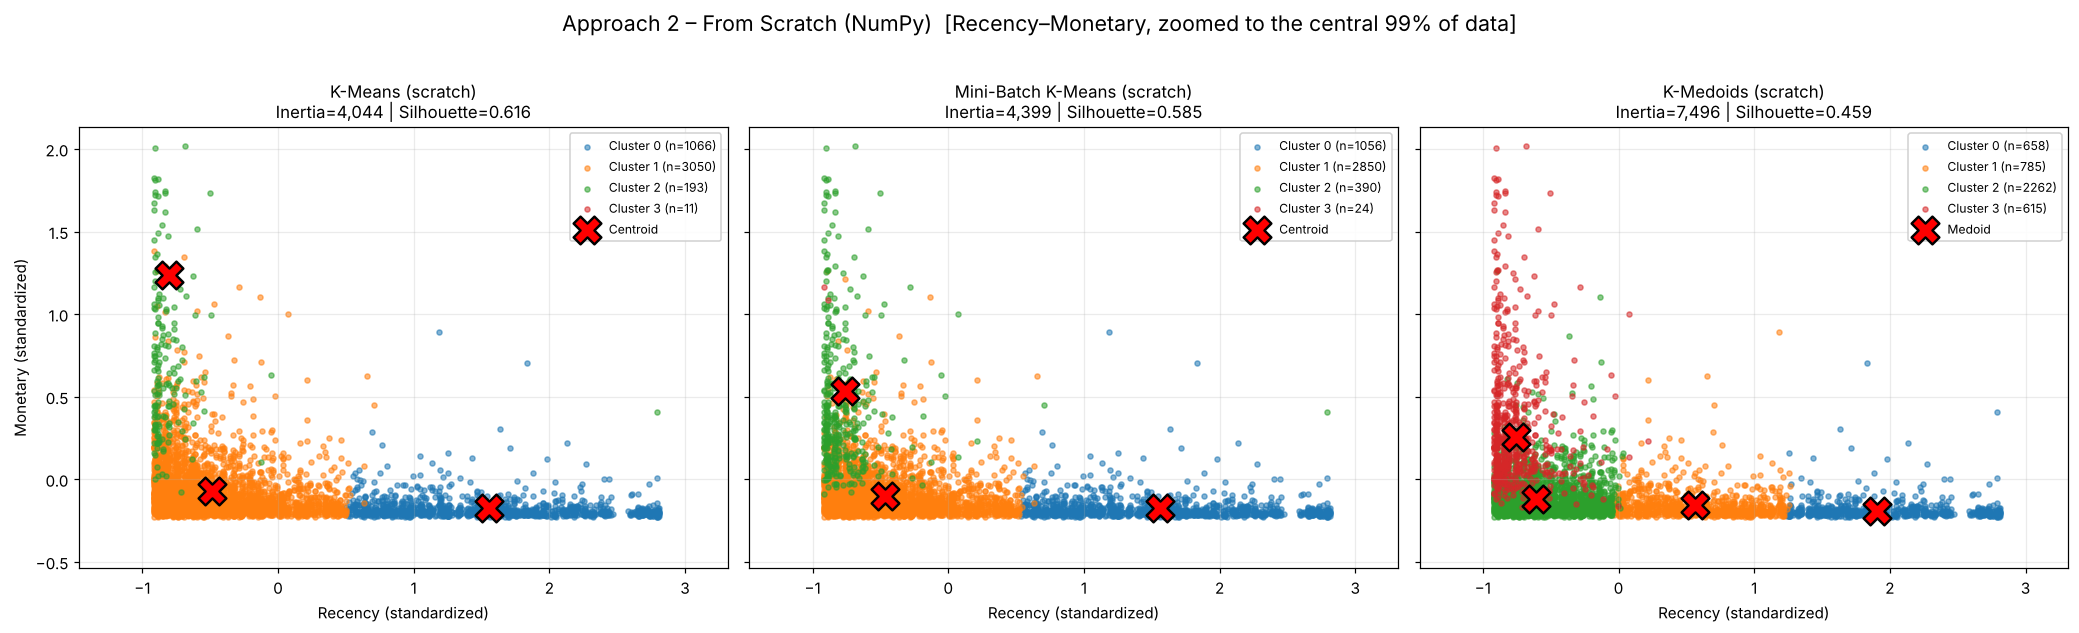 Approach 2 – From Scratch (NumPy)  [Recency–Monetary, zoomed to the central 99% of data]
K-Means (scratch)
Inertia=4,044 | Silhouette=0.616
Cluster 0 (n=1066)
Cluster 1 (n=3050)
Cluster 2 (n=193)
Cluster 3 (n=11)
Centroid
Monetary (standardized)
2.0
1.5
1.0
0.5
0.0
−0.5
−1
0
1
2
3
Recency (standardized)
Mini-Batch K-Means (scratch)
Inertia=4,399 | Silhouette=0.585
Cluster 0 (n=1056)
Cluster 1 (n=2850)
Cluster 2 (n=390)
Cluster 3 (n=24)
Centroid
−1
0
1
2
3
Recency (standardized)
K-Medoids (scratch)
Inertia=7,496 | Silhouette=0.459
Cluster 0 (n=658)
Cluster 1 (n=785)
Cluster 2 (n=2262)
Cluster 3 (n=615)
Medoid
−1
0
1
2
3
Recency (standardized)